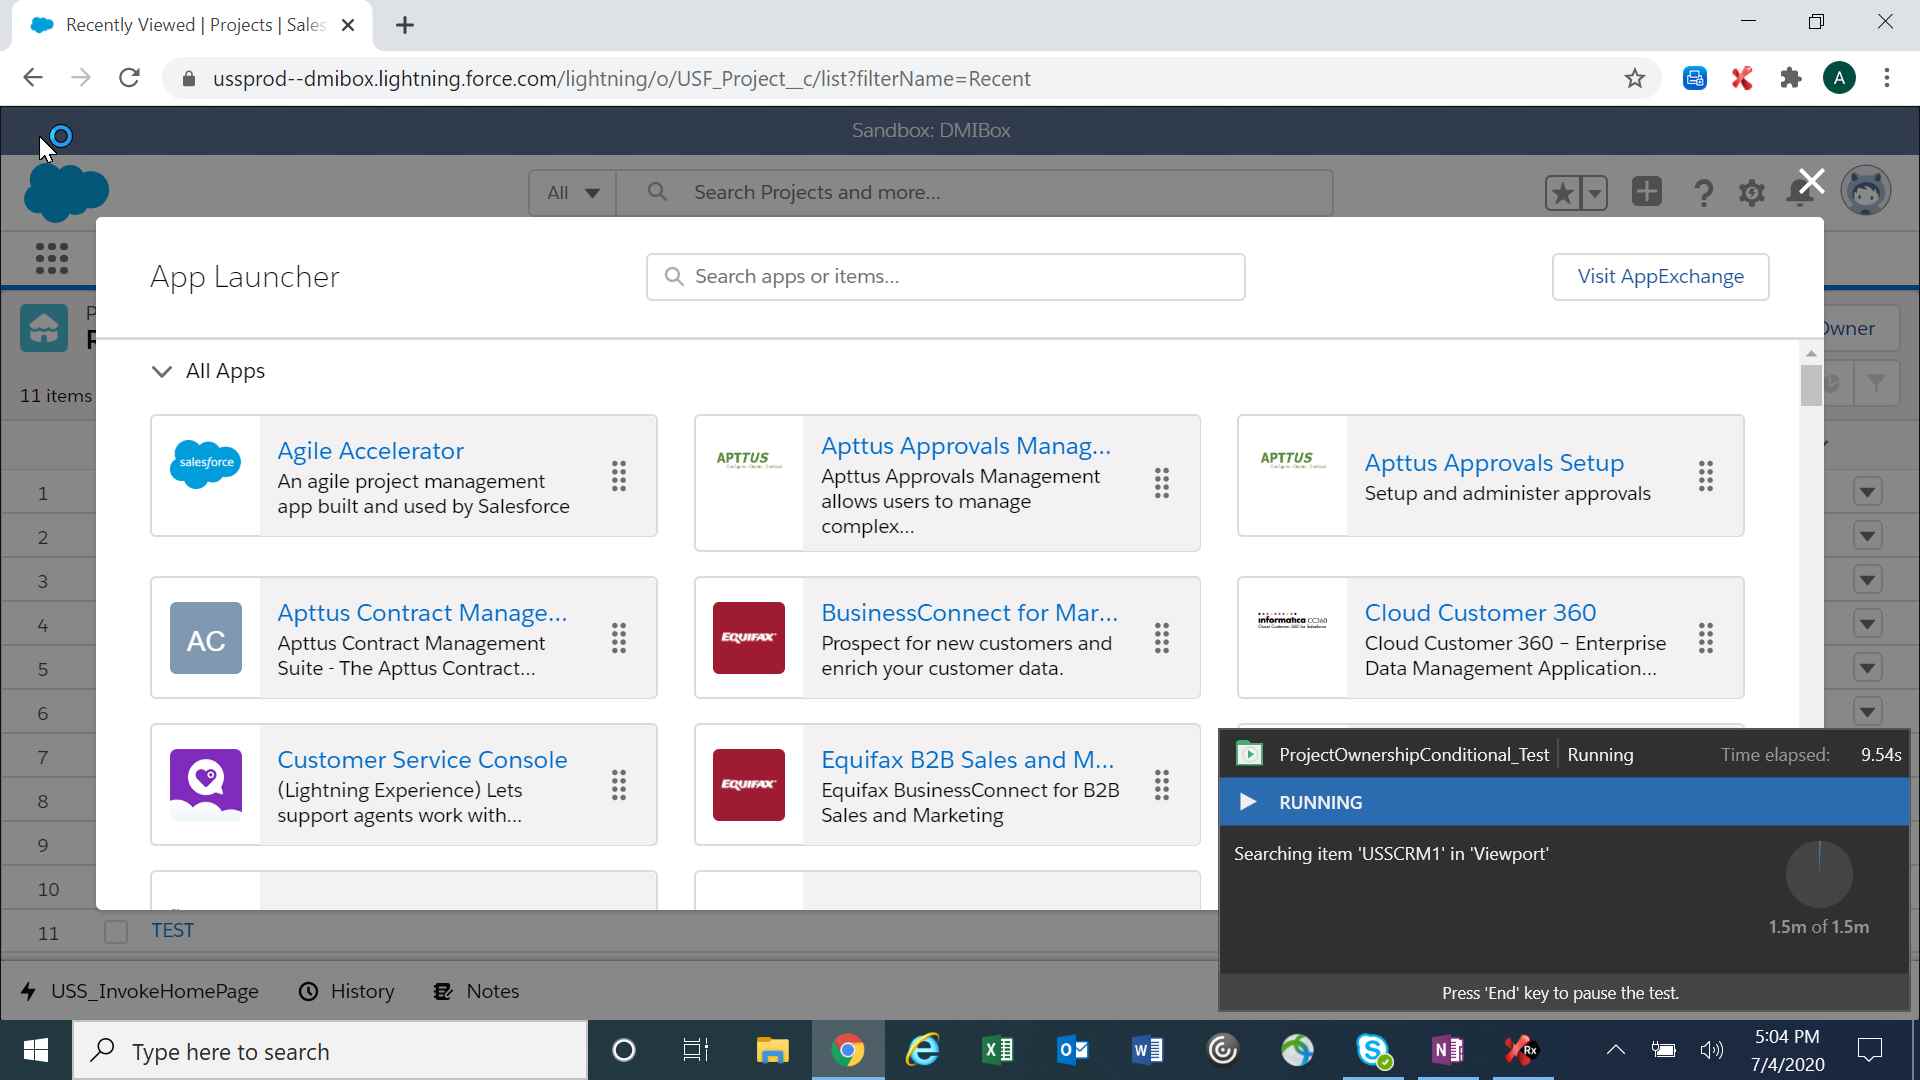 Recently Viewed | Projects | Sales
ussprod--dmibox.lightning.force.com/lightning/o/USF_Project__c/list?filterName=Recent
A
Sandbox: DMIBox
All
Search Projects and more...
App Launcher
Search apps or items...
Visit AppExchange
P
R
Owner
11 items
All Apps
salesforce
Agile Accelerator
An agile project management
app built and used by Salesforce
APTTUS
Apttus Approvals Manag...
Apttus Approvals Management
allows users to manage
complex...
APTTUS
Apttus Approvals Setup
Setup and administer approvals
AC
Apttus Contract Manage...
Apttus Contract Management
Suite - The Apttus Contract...
EQUIFAX
BusinessConnect for Mar...
Prospect for new customers and
enrich your customer data.
informatica CC360
Cloud Customer 360
Cloud Customer 360 – Enterprise
Data Management Application...
Customer Service Console
(Lightning Experience) Lets
support agents work with...
EQUIFAX
Equifax B2B Sales and M...
Equifax BusinessConnect for B2B
Sales and Marketing
1
2
3
4
5
6
7
8
9
10
11
TEST
ProjectOwnershipConditional_Test
Running
Time elapsed:
9.54s
RUNNING
Searching item 'USSCRM1' in 'Viewport'
1.5m of 1.5m
Press 'End' key to pause the test.
USS_InvokeHomePage
History
Notes
Type here to search
Rx
5:04 PM
7/4/2020